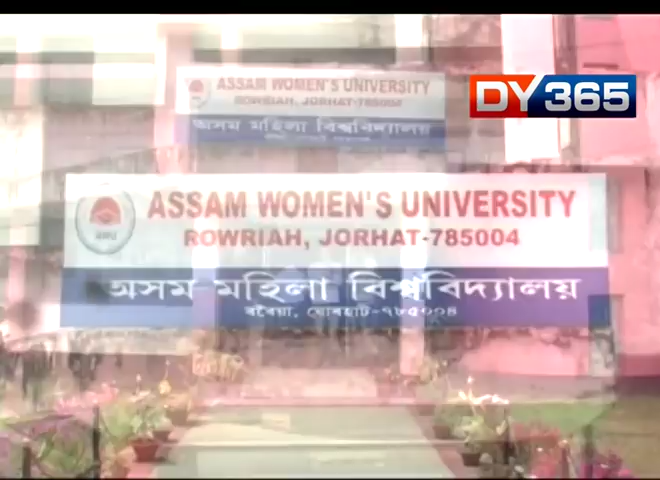 ASSAM WOMEN'S UNIVERSITY
ROWRIAH, JORHAT-785004
অসম মহিলা বিশ্ববিদ্যালয়
DY365
ASSAM WOMEN'S UNIVERSITY
ROWRIAH, JORHAT-785004
অসম মহিলা বিশ্ববিদ্যালয়
ৰৰৈয়া, যোৰহাট-৭৮৫০০৪